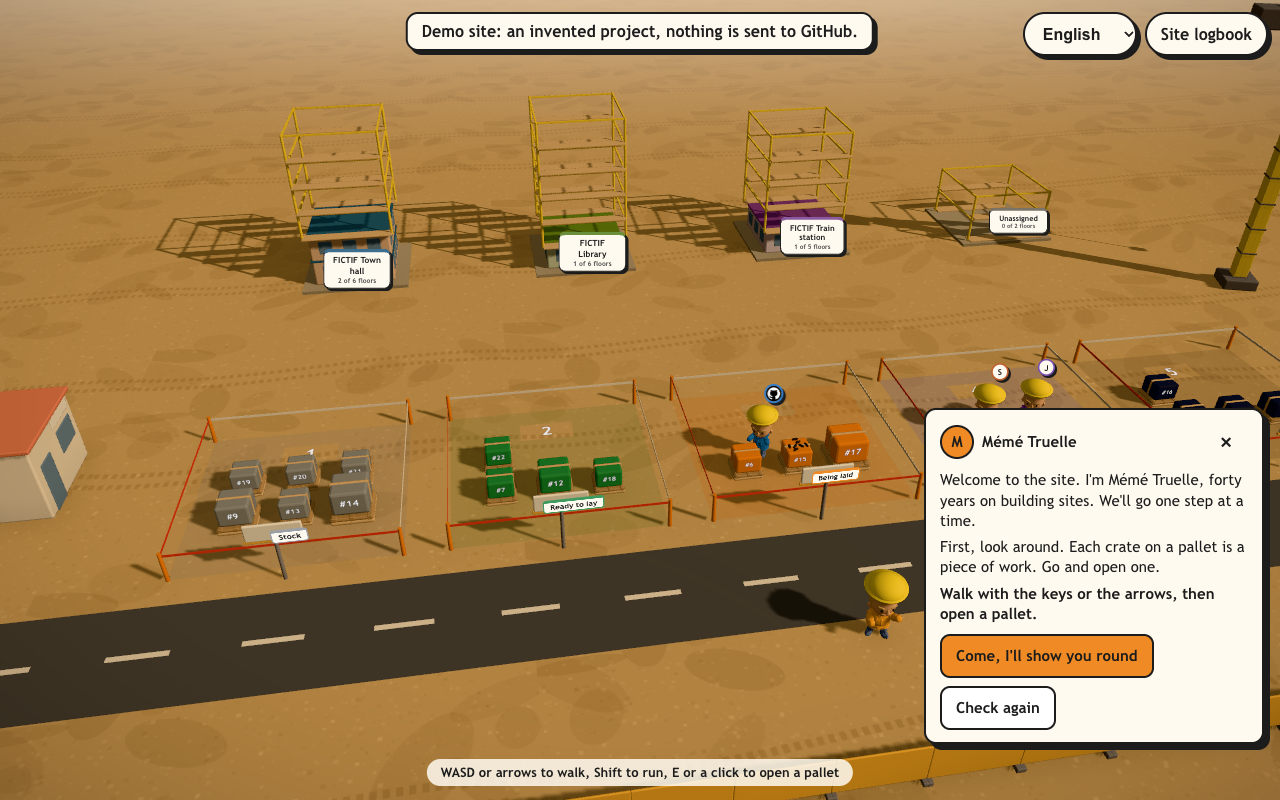 Demo site: an invented project, nothing is sent to GitHub.
English
Site logbook
FICTIF Town
hall
2 of 6 floors
FICTIF
Library
1 of 6 floors
FICTIF Train
station
1 of 5 floors
Unassigned
0 of 2 floors
S
J
5
#16
2
1
#19
#20
#11
#9
#13
#14
Stock
#22
#7
#12
#18
Ready to lay
#6
#15
#17
Being laid
M
Mémé Truelle
×
Welcome to the site. I'm Mémé Truelle, forty
years on building sites. We'll go one step at a
time.
First, look around. Each crate on a pallet is a
piece of work. Go and open one.
Walk with the keys or the arrows, then
open a pallet.
Come, I'll show you round
Check again
WASD or arrows to walk, Shift to run, E or a click to open a pallet